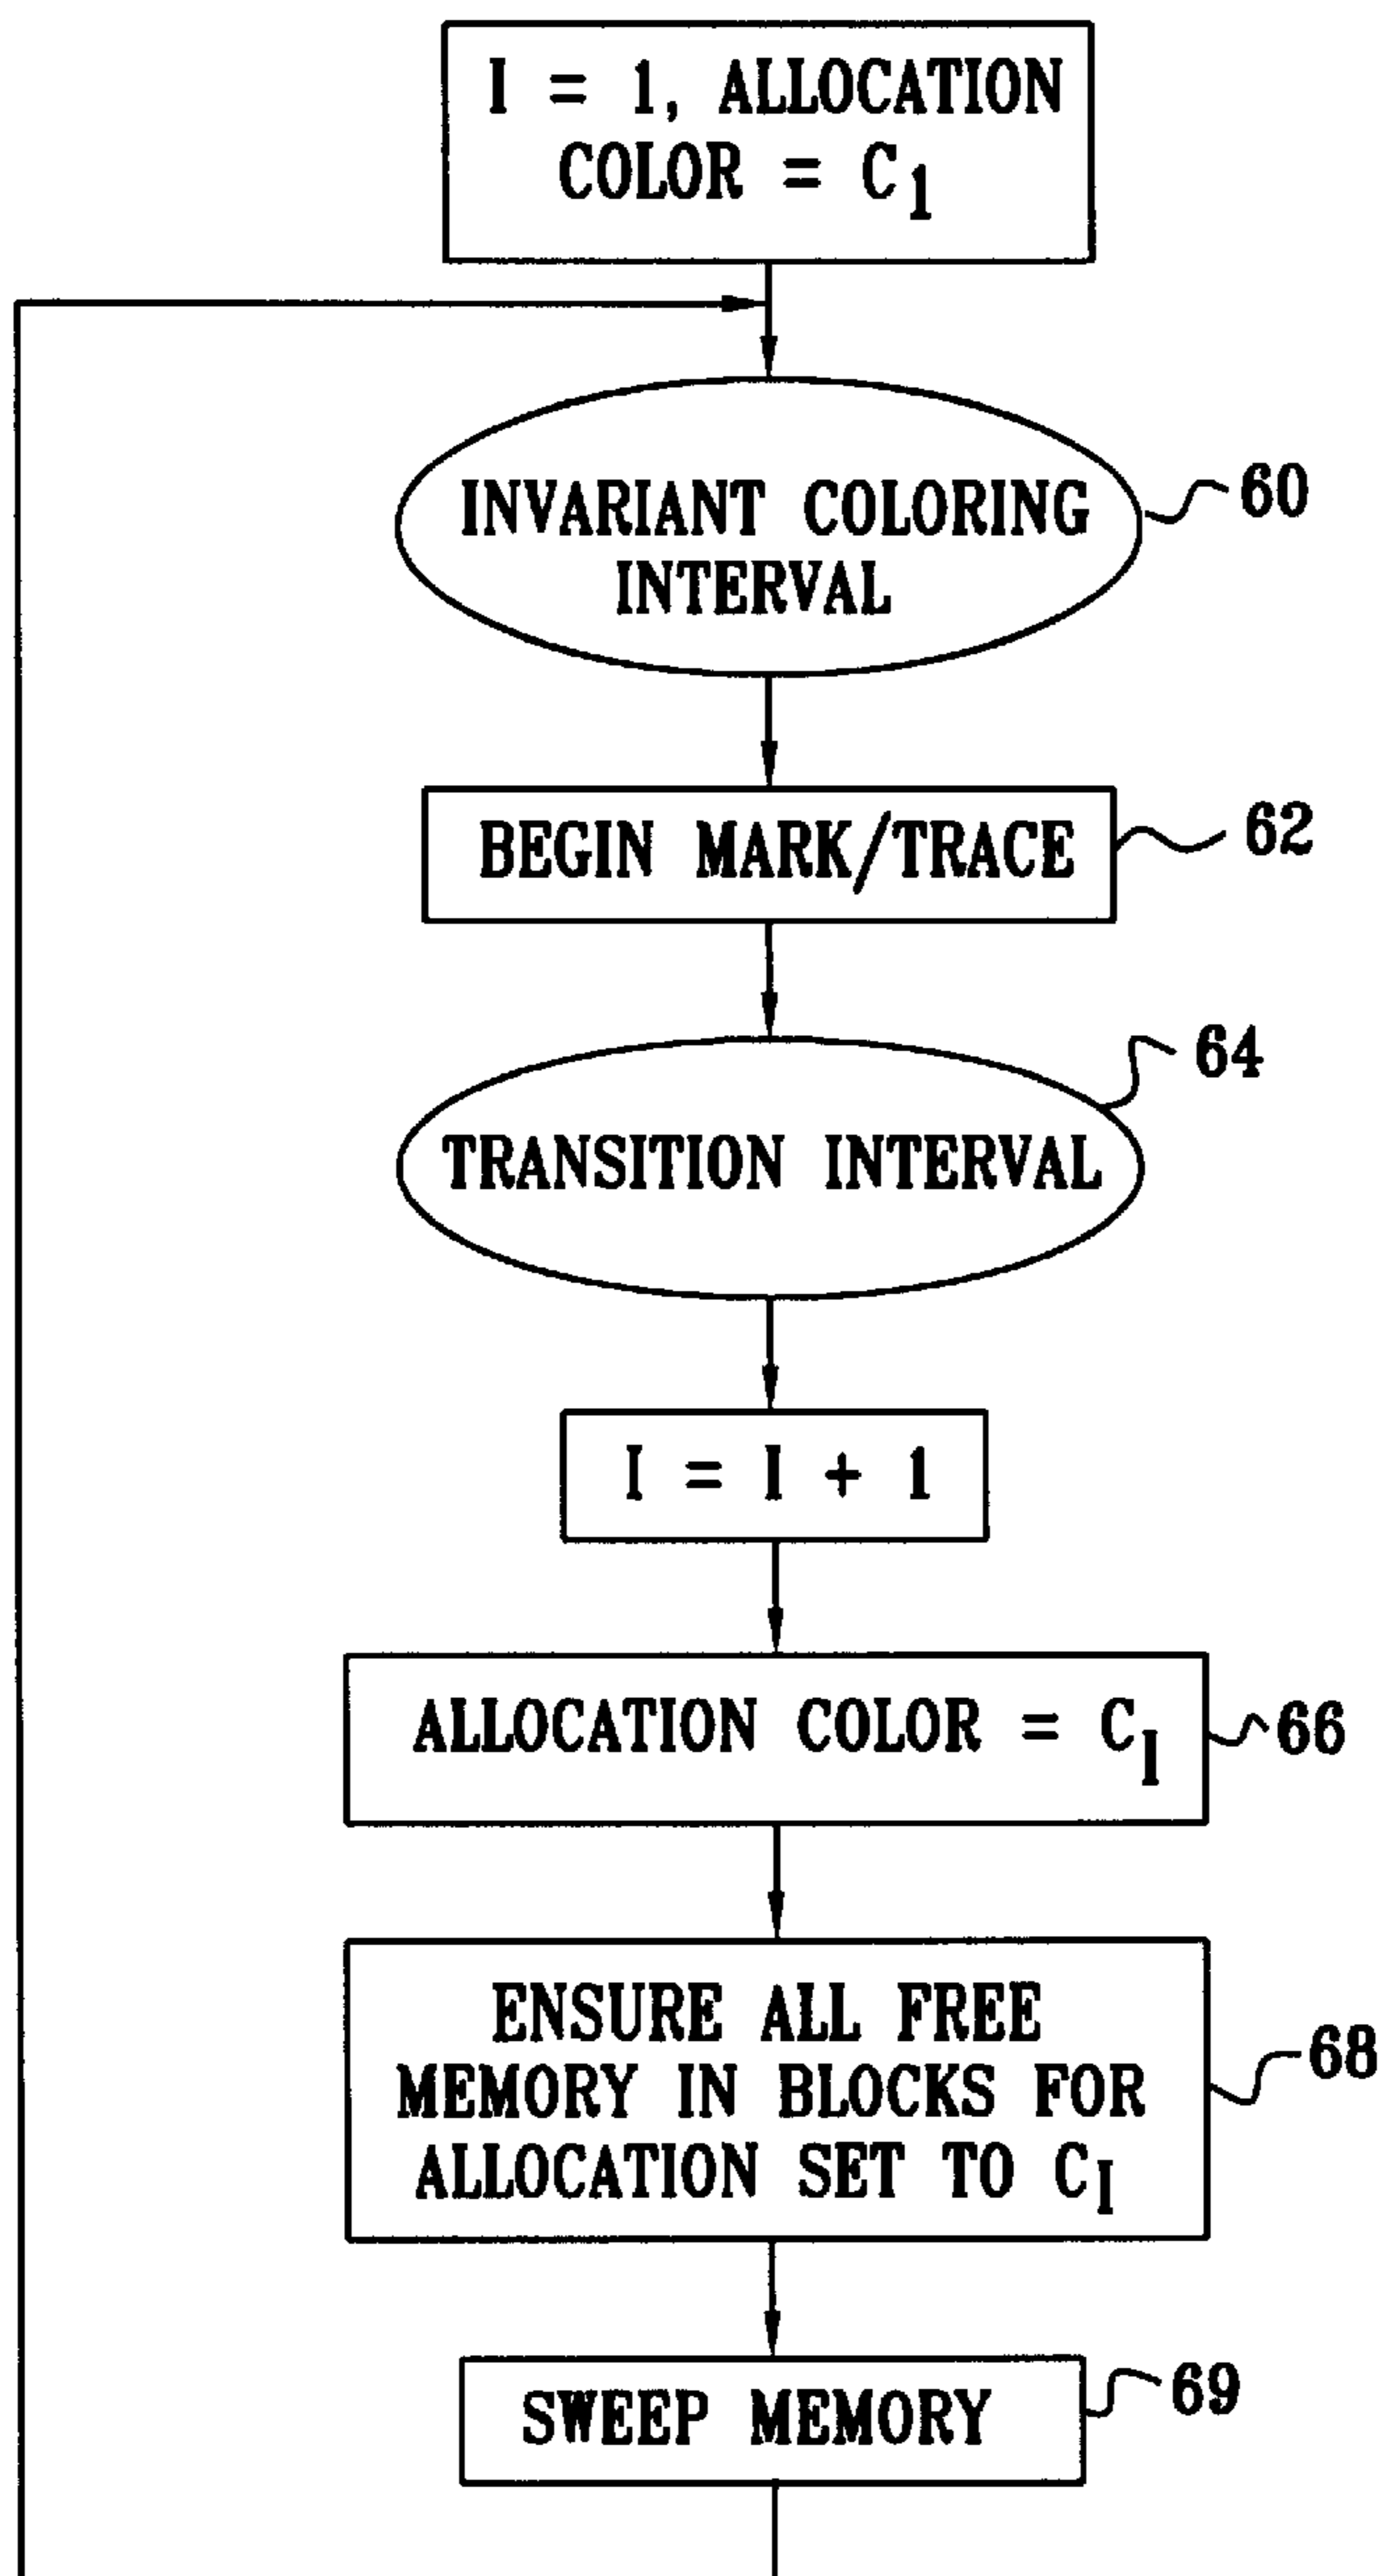 I = 1, ALLOCATION
COLOR = C1
INVARIANT COLORING
INTERVAL
60
BEGIN MARK/TRACE
62
64
TRANSITION INTERVAL
I = I + 1
ALLOCATION COLOR = CI
66
ENSURE ALL FREE
MEMORY IN BLOCKS FOR
ALLOCATION SET TO CI
68
SWEEP MEMORY
69